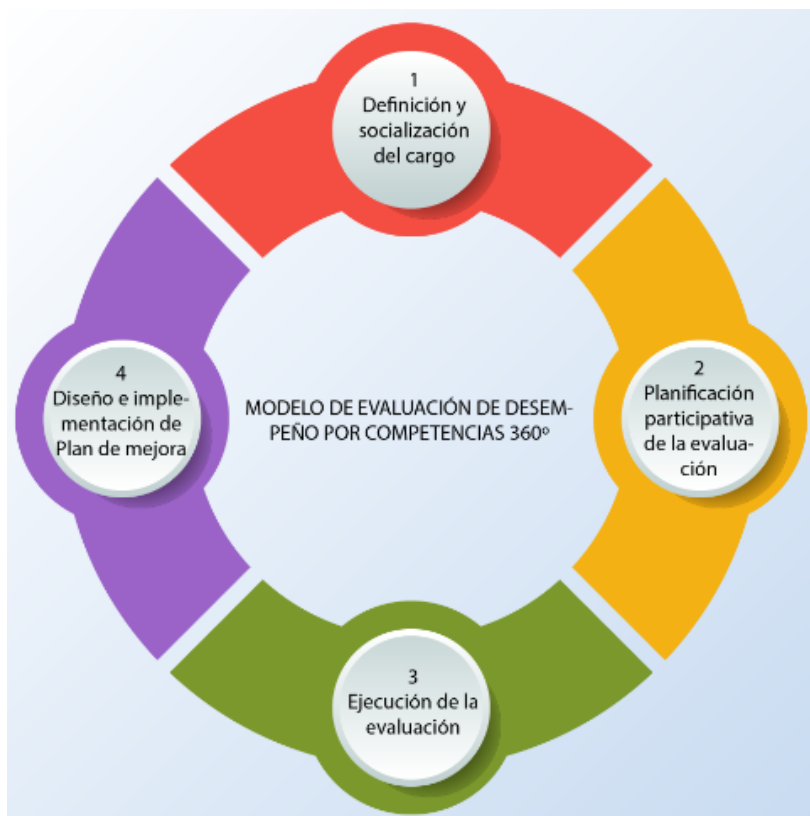 1
Definición y
socialización
del cargo
2
Planificación
participativa
de la evalua-
ción
3
Ejecución de la
evaluación
4
Diseño e imple-
mentación de
Plan de mejora
MODELO DE EVALUACIÓN DE DESEM-
PEÑO POR COMPETENCIAS 360º